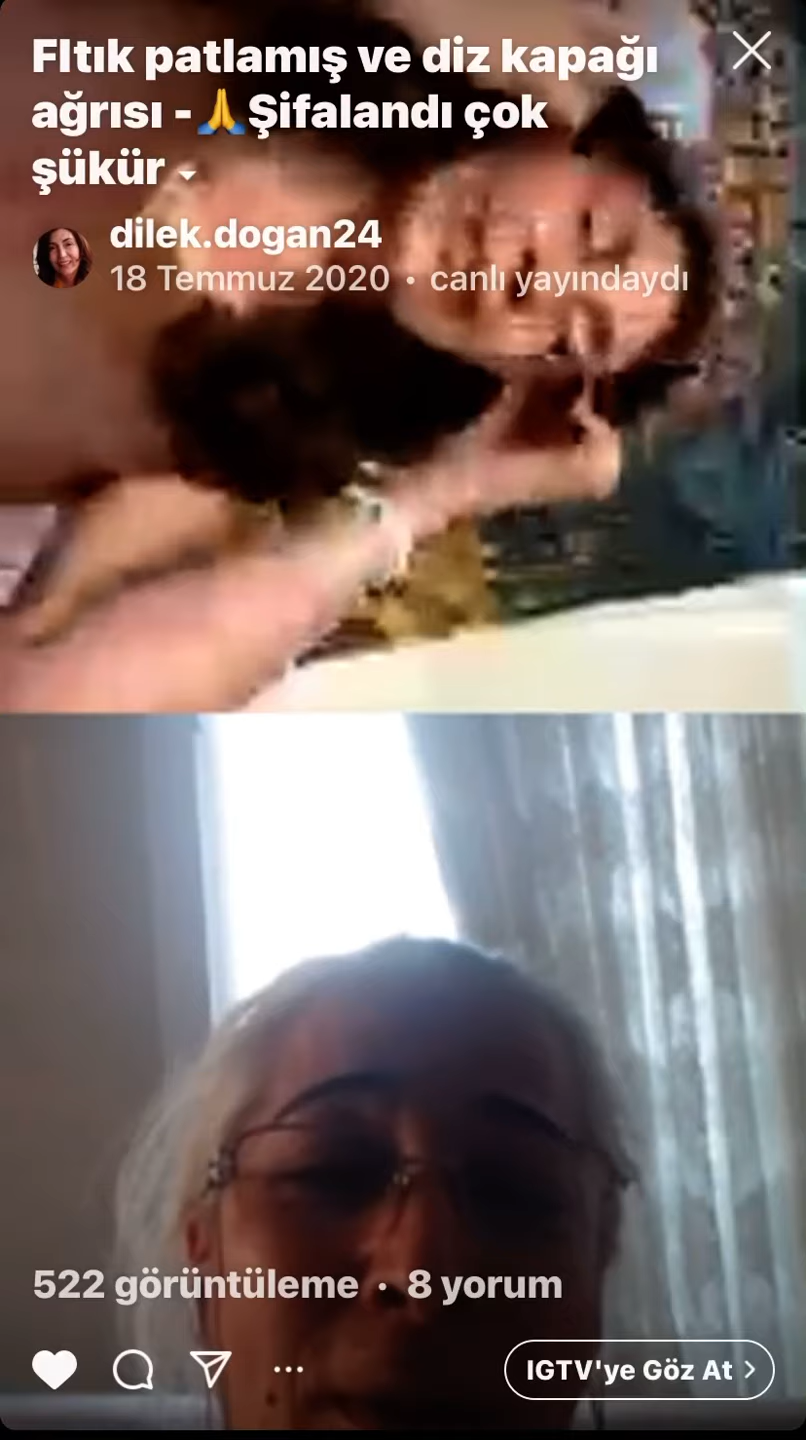 FItık patlamış ve diz kapağı
ağrısı -🙏Şifalandı çok
şükür
dilek.dogan24
18 Temmuz 2020 · canlı yayındaydı
522 görüntüleme · 8 yorum
IGTV'ye Göz At